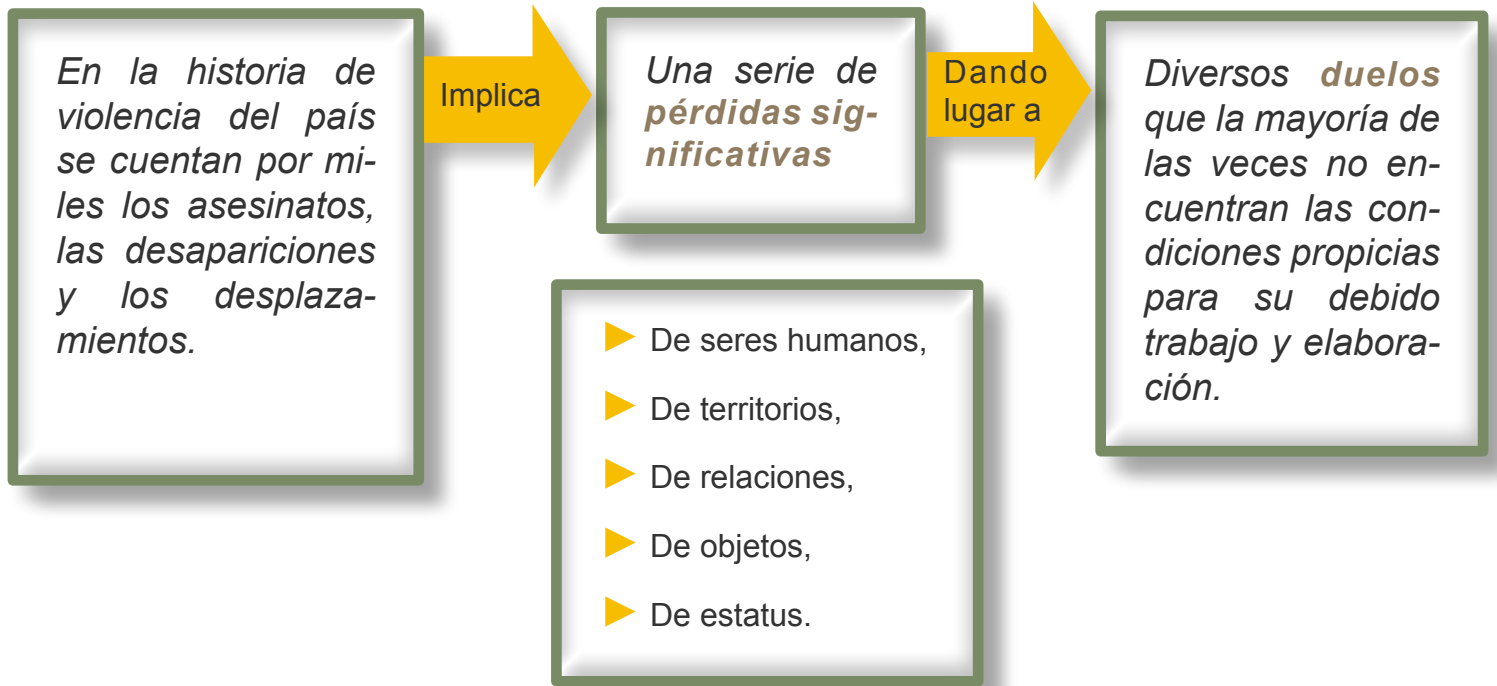 En la historia de
violencia del país
se cuentan por mi-
les los asesinatos,
las desapariciones
y los desplaza-
mientos.
Implica
Una serie de
pérdidas sig-
nificativas
De seres humanos,
De territorios,
De relaciones,
De objetos,
De estatus.
Dando
lugar a
Diversos duelos
que la mayoría de
las veces no en-
cuentran las con-
diciones propicias
para su debido
trabajo y elabora-
ción.